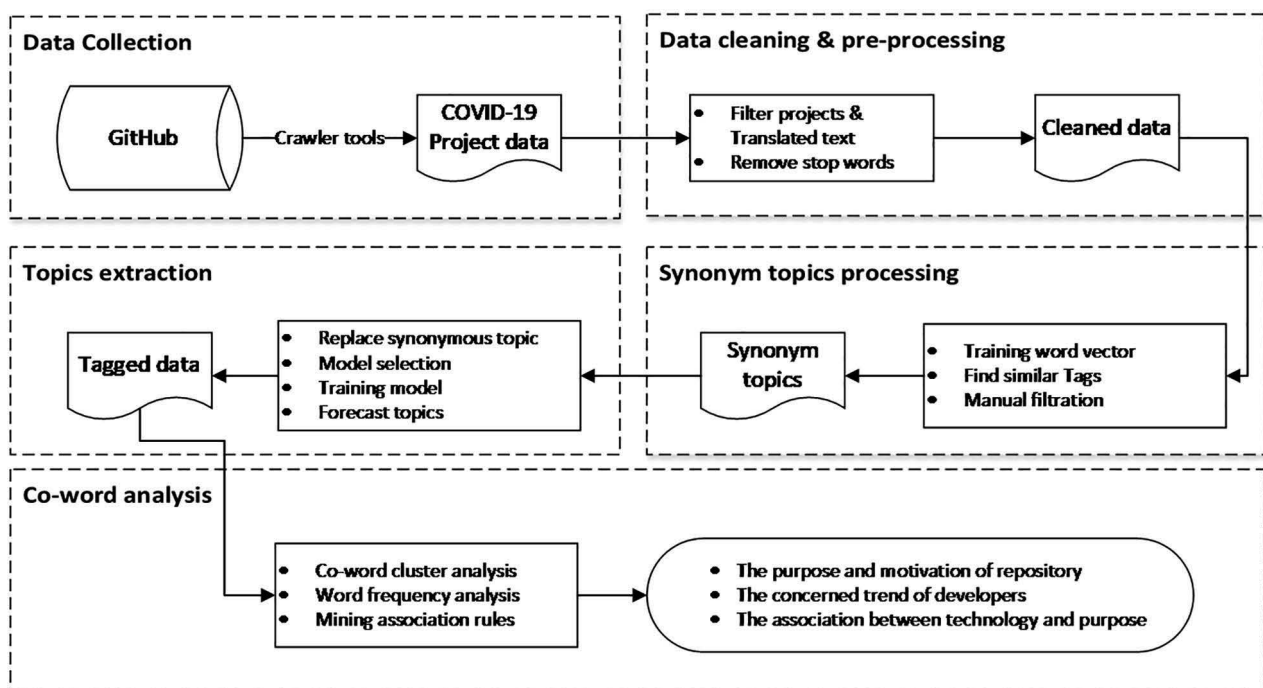 Data Collection
GitHub
Crawler tools
COVID-19
Project data
Data cleaning & pre-processing
• Filter projects &
Translated text
• Remove stop words
Cleaned data
Topics extraction
Tagged data
• Replace synonymous topic
• Model selection
• Training model
• Forecast topics
Synonym topics processing
Synonym
topics
• Training word vector
• Find similar Tags
• Manual filtration
Co-word analysis
• Co-word cluster analysis
• Word frequency analysis
• Mining association rules
• The purpose and motivation of repository
• The concerned trend of developers
• The association between technology and purpose